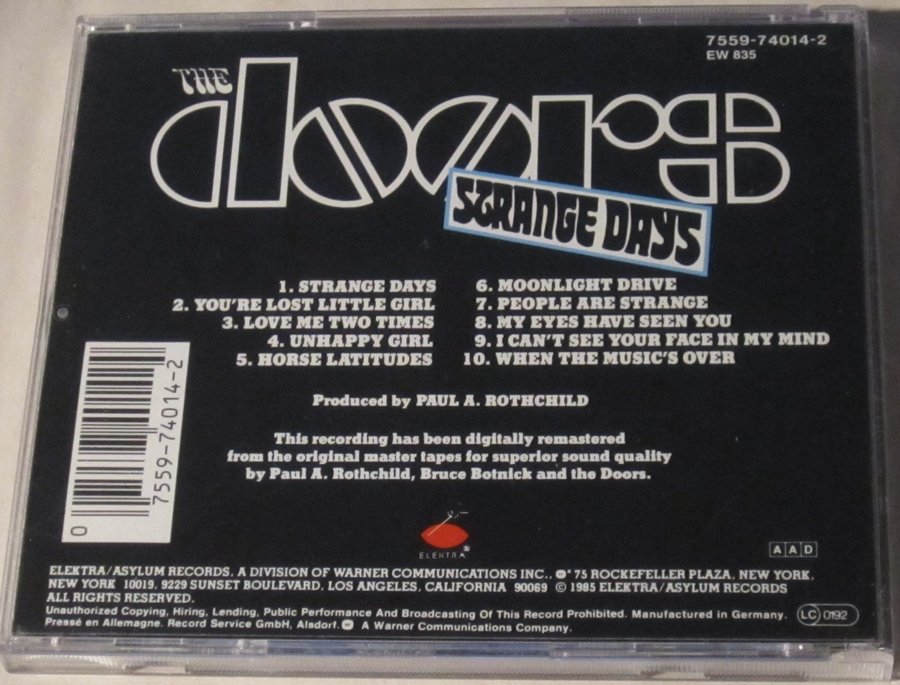 7559-74014-2
EW 835
THE
doors
STRANGE DAYS
1. STRANGE DAYS
2. YOU'RE LOST LITTLE GIRL
3. LOVE ME TWO TIMES
4. UNHAPPY GIRL
5. HORSE LATITUDES
6. MOONLIGHT DRIVE
7. PEOPLE ARE STRANGE
8. MY EYES HAVE SEEN YOU
9. I CAN'T SEE YOUR FACE IN MY MIND
10. WHEN THE MUSIC'S OVER
Produced by PAUL A. ROTHCHILD
This recording has been digitally remastered
from the original master tapes for superior sound quality
by Paul A. Rothchild, Bruce Botnick and the Doors.
0 7559-74014-2
ELEKTRA®
AAD
ELEKTRA/ASYLUM RECORDS, A DIVISION OF WARNER COMMUNICATIONS INC., 75 ROCKEFELLER PLAZA, NEW YORK,
NEW YORK 10019, 9229 SUNSET BOULEVARD, LOS ANGELES, CALIFORNIA 90069 © 1985 ELEKTRA/ASYLUM RECORDS
ALL RIGHTS RESERVED.
Unauthorized Copying, Hiring, Lending, Public Performance And Broadcasting Of This Record Prohibited. Manufactured in Germany.
Pressé en Allemagne. Record Service GmbH, Alsdorf. A Warner Communications Company.
LC 0192